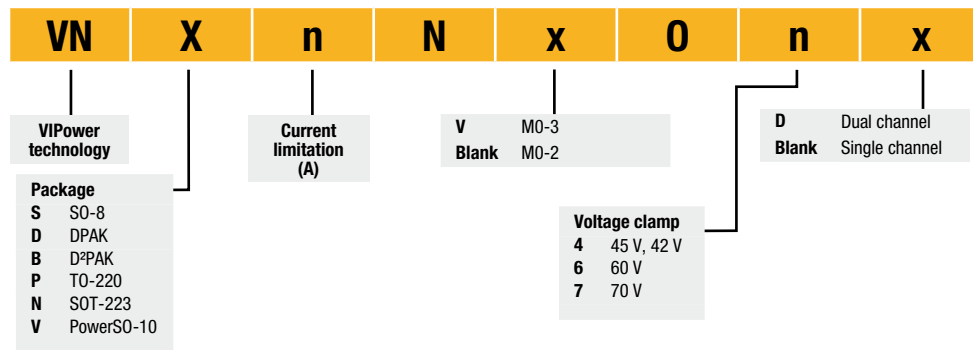 VN X n N x 0 n x
VIPower
technology
Current
limitation
(A)
V M0-3
Blank M0-2
D Dual channel
Blank Single channel
Package
S SO-8
D DPAK
B D²PAK
P TO-220
N SOT-223
V PowerSO-10
Voltage clamp
4 45 V, 42 V
6 60 V
7 70 V